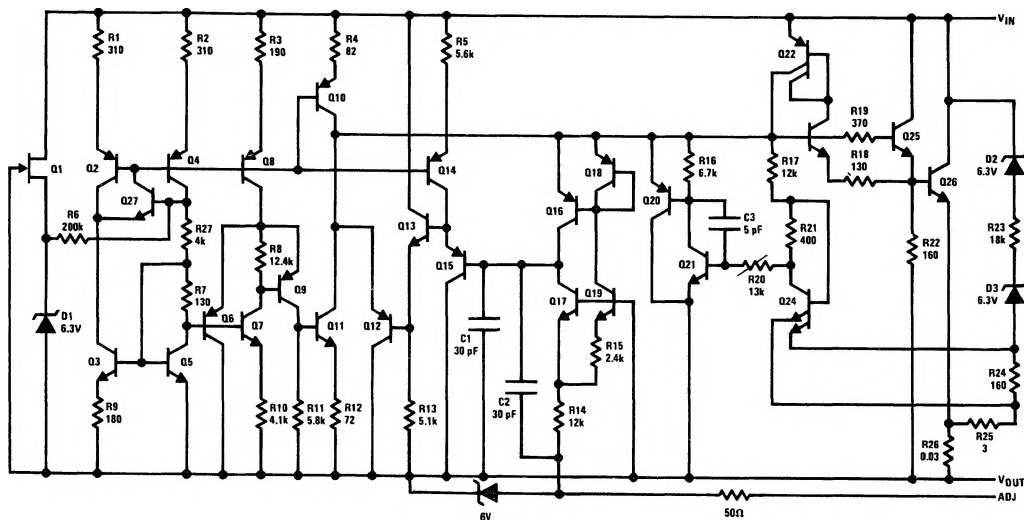 R1
310
R2
310
R3
190
R4
82
R5
5.6k
VIN
Q22
Q10
R19
370
Q25
R18
130
Q1
Q2
Q4
Q8
Q14
Q18
R16
6.7k
R17
12k
Q26
D2
6.3V
Q27
R6
200k
R27
4k
Q13
Q16
Q20
C3
5 pF
R21
400
R22
160
R23
18k
R8
12.4k
Q9
Q15
Q21
R20
13k
D1
6.3V
R7
130
Q6
Q7
Q11
Q12
Q17
Q19
Q24
D3
6.3V
C1
30 pF
R15
2.4k
Q3
Q5
R24
160
C2
30 pF
R9
180
R10
4.1k
R11
5.8k
R12
72
R13
5.1k
R14
12k
R26
0.03
R25
3
VOUT
ADJ
6V
50Ω